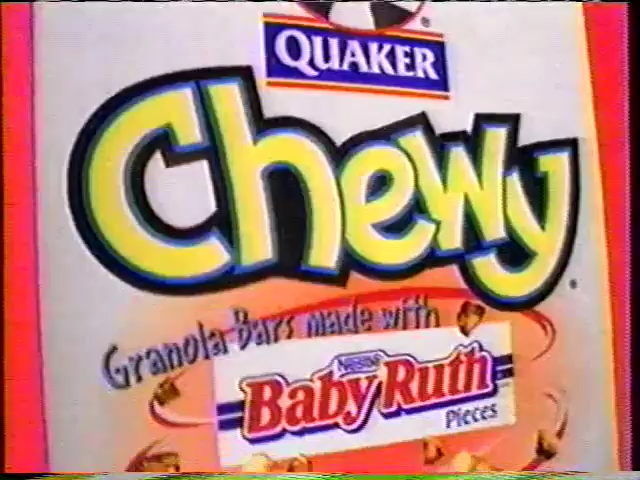 QUAKER
®
Chewy
Granola Bars made with
Nestlé
Baby Ruth
Pieces